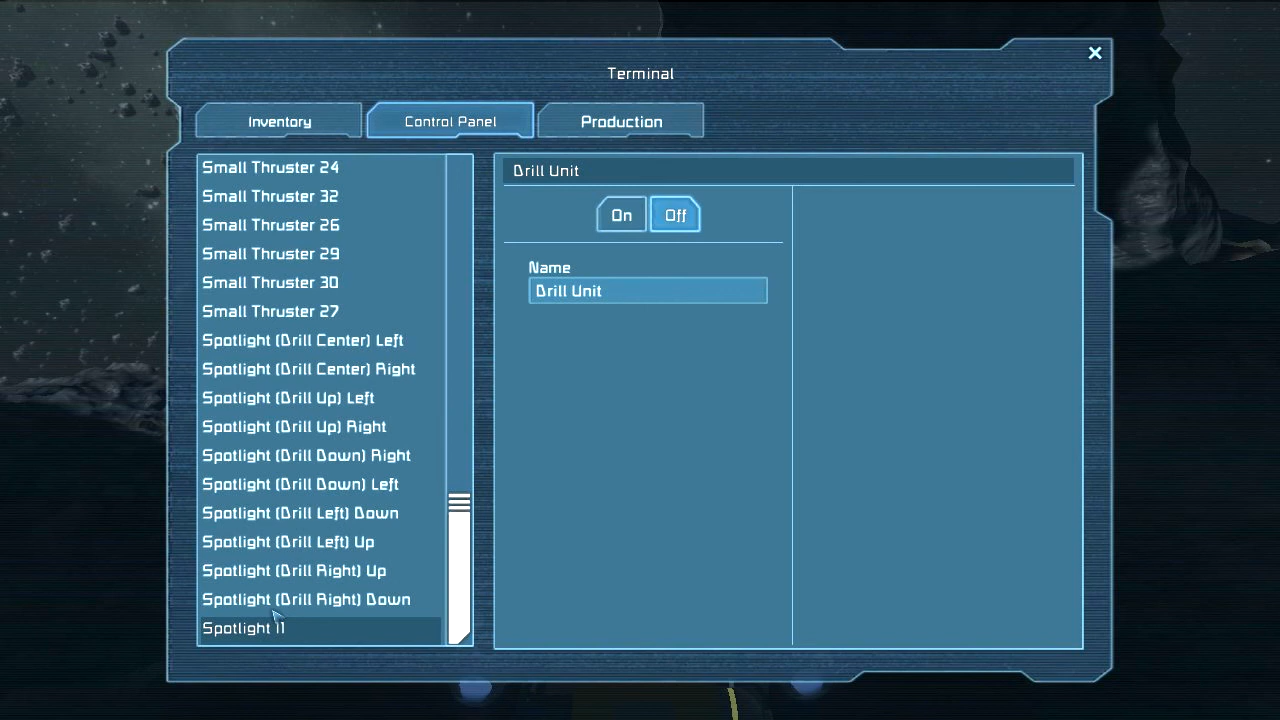 Terminal
Inventory
Control Panel
Production
Small Thruster 24
Small Thruster 32
Small Thruster 26
Small Thruster 29
Small Thruster 30
Small Thruster 27
Spotlight (Drill Center) Left
Spotlight (Drill Center) Right
Spotlight (Drill Up) Left
Spotlight (Drill Up) Right
Spotlight (Drill Down) Right
Spotlight (Drill Down) Left
Spotlight (Drill Left) Down
Spotlight (Drill Left) Up
Spotlight (Drill Right) Up
Spotlight (Drill Right) Down
Spotlight 11
Drill Unit
On
Off
Name
Drill Unit